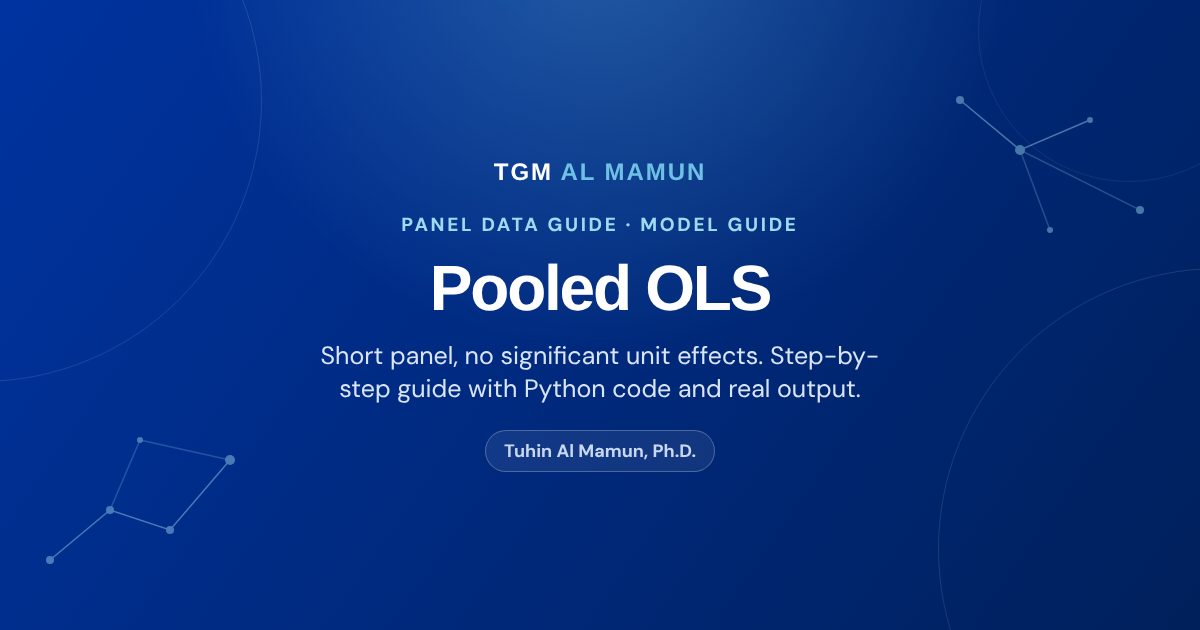 TGM AL MAMUN
PANEL DATA GUIDE · MODEL GUIDE
Pooled OLS
Short panel, no significant unit effects. Step-by-
step guide with Python code and real output.
Tuhin Al Mamun, Ph.D.